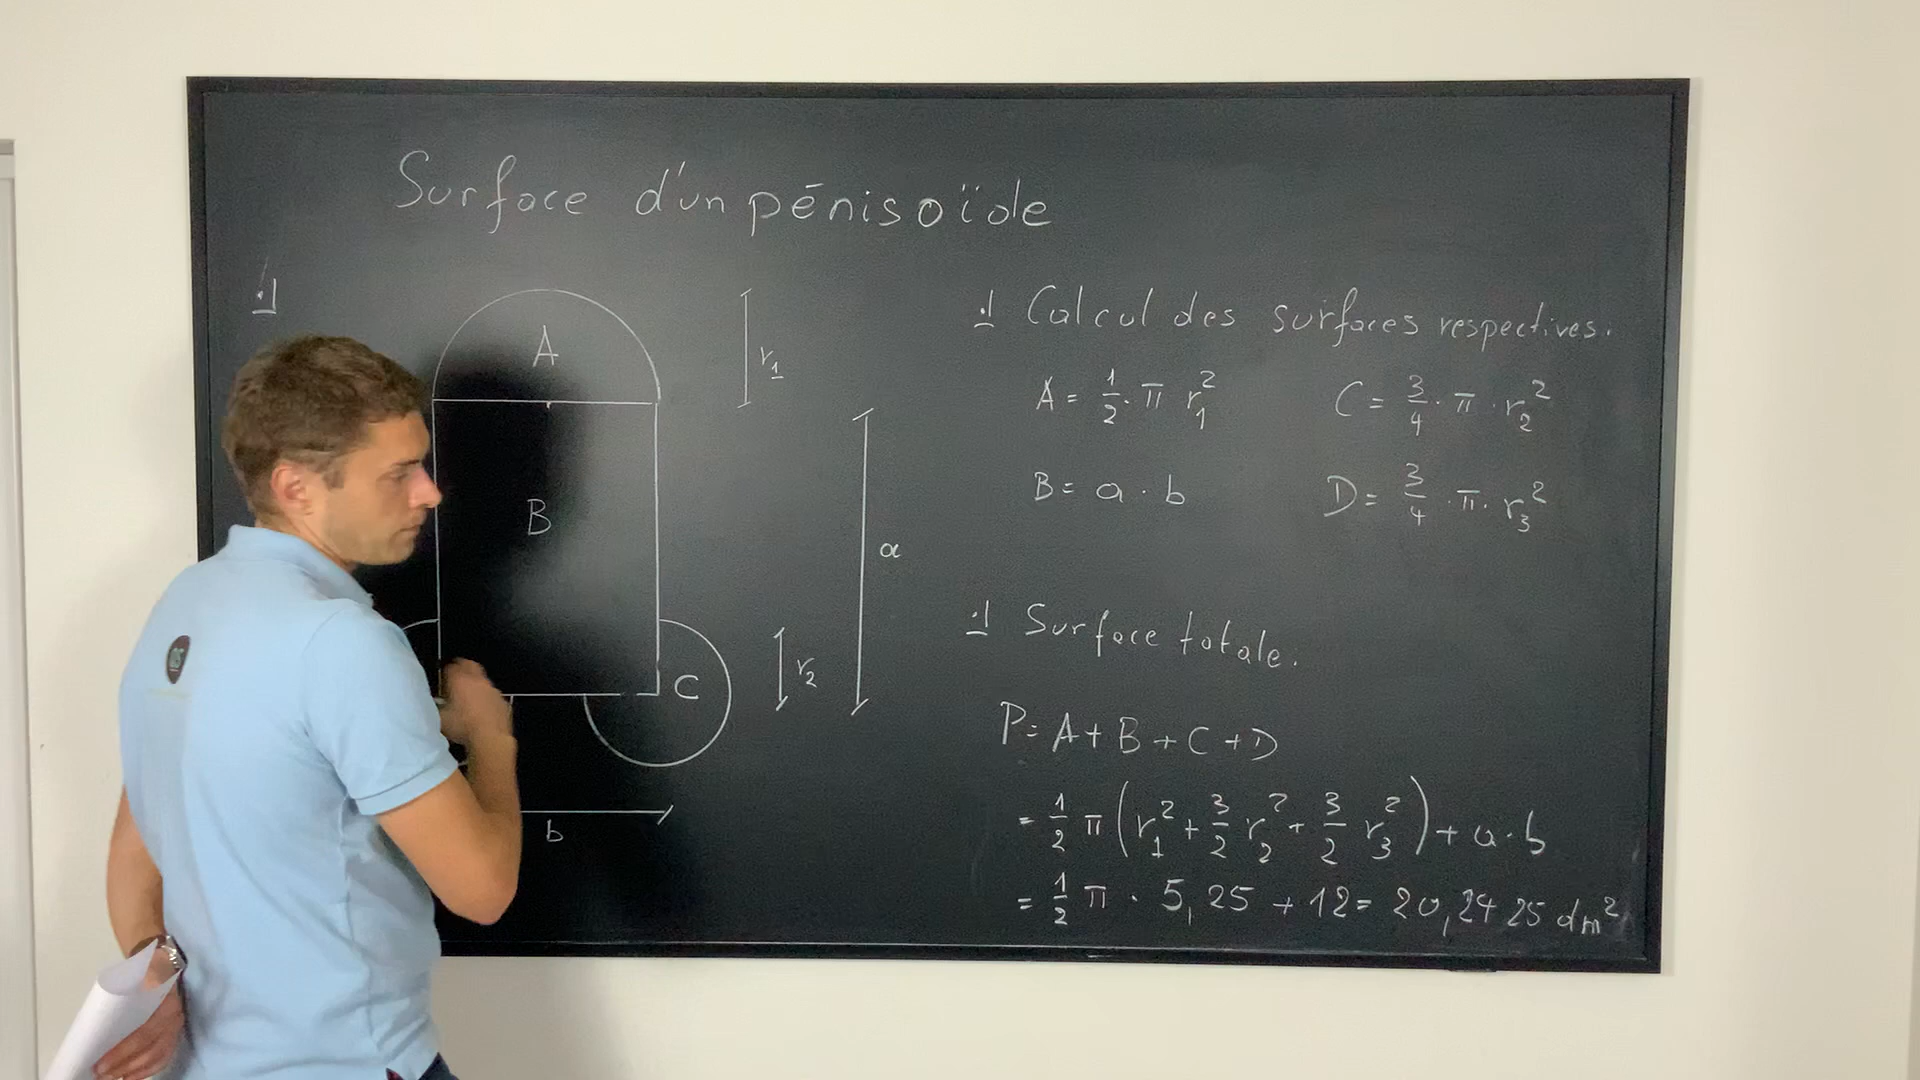 Surface d'un pénisoïde
.1
A
r₁
B
a
C
r₂
b
.1 Calcul des surfaces respectives.
A = 1/2 · π r₁²
C = 3/4 · π · r₂²
B = a · b
D = 3/4 · π · r₃²
.1 Surface totale.
P = A + B + C + D
= 1/2 π (r₁² + 3/2 r₂² + 3/2 r₃²) + a · b
= 1/2 π · 5,25 + 12 = 20,2425 dm²